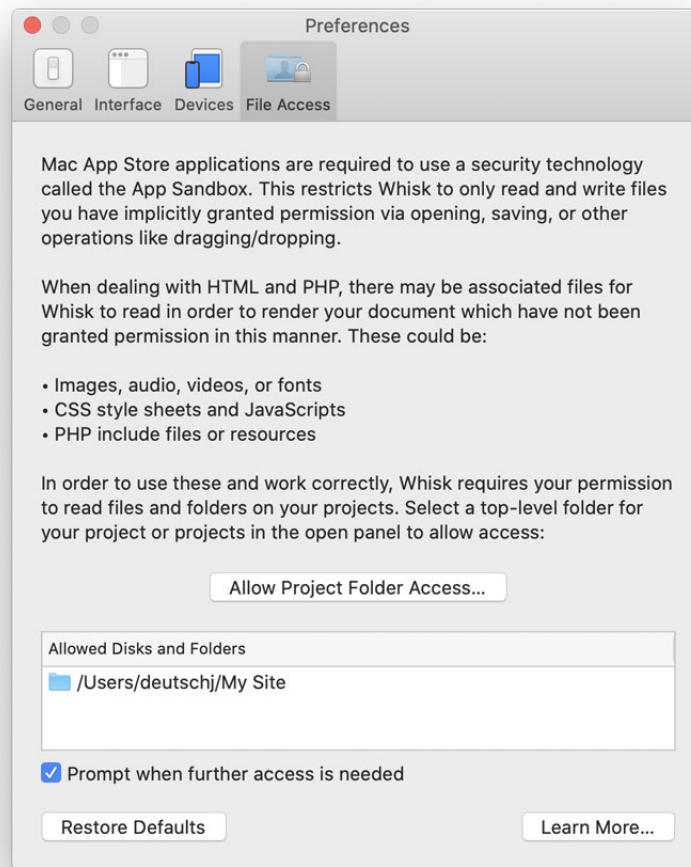 Preferences
General Interface Devices File Access
Mac App Store applications are required to use a security technology
called the App Sandbox. This restricts Whisk to only read and write files
you have implicitly granted permission via opening, saving, or other
operations like dragging/dropping.
When dealing with HTML and PHP, there may be associated files for
Whisk to read in order to render your document which have not been
granted permission in this manner. These could be:
• Images, audio, videos, or fonts
• CSS style sheets and JavaScripts
• PHP include files or resources
In order to use these and work correctly, Whisk requires your permission
to read files and folders on your projects. Select a top-level folder for
your project or projects in the open panel to allow access:
Allow Project Folder Access...
Allowed Disks and Folders
/Users/deutschj/My Site
Prompt when further access is needed
Restore Defaults Learn More...